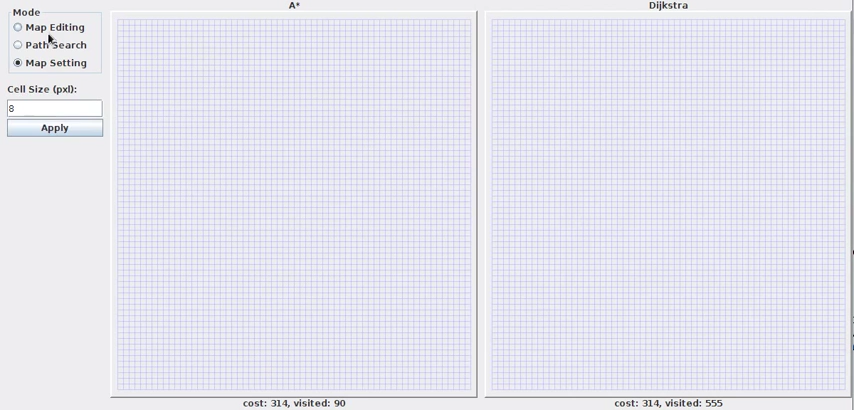 Mode
Map Editing
Path Search
Map Setting
Cell Size (pxl):
8
Apply
A*
cost: 314, visited: 90
Dijkstra
cost: 314, visited: 555